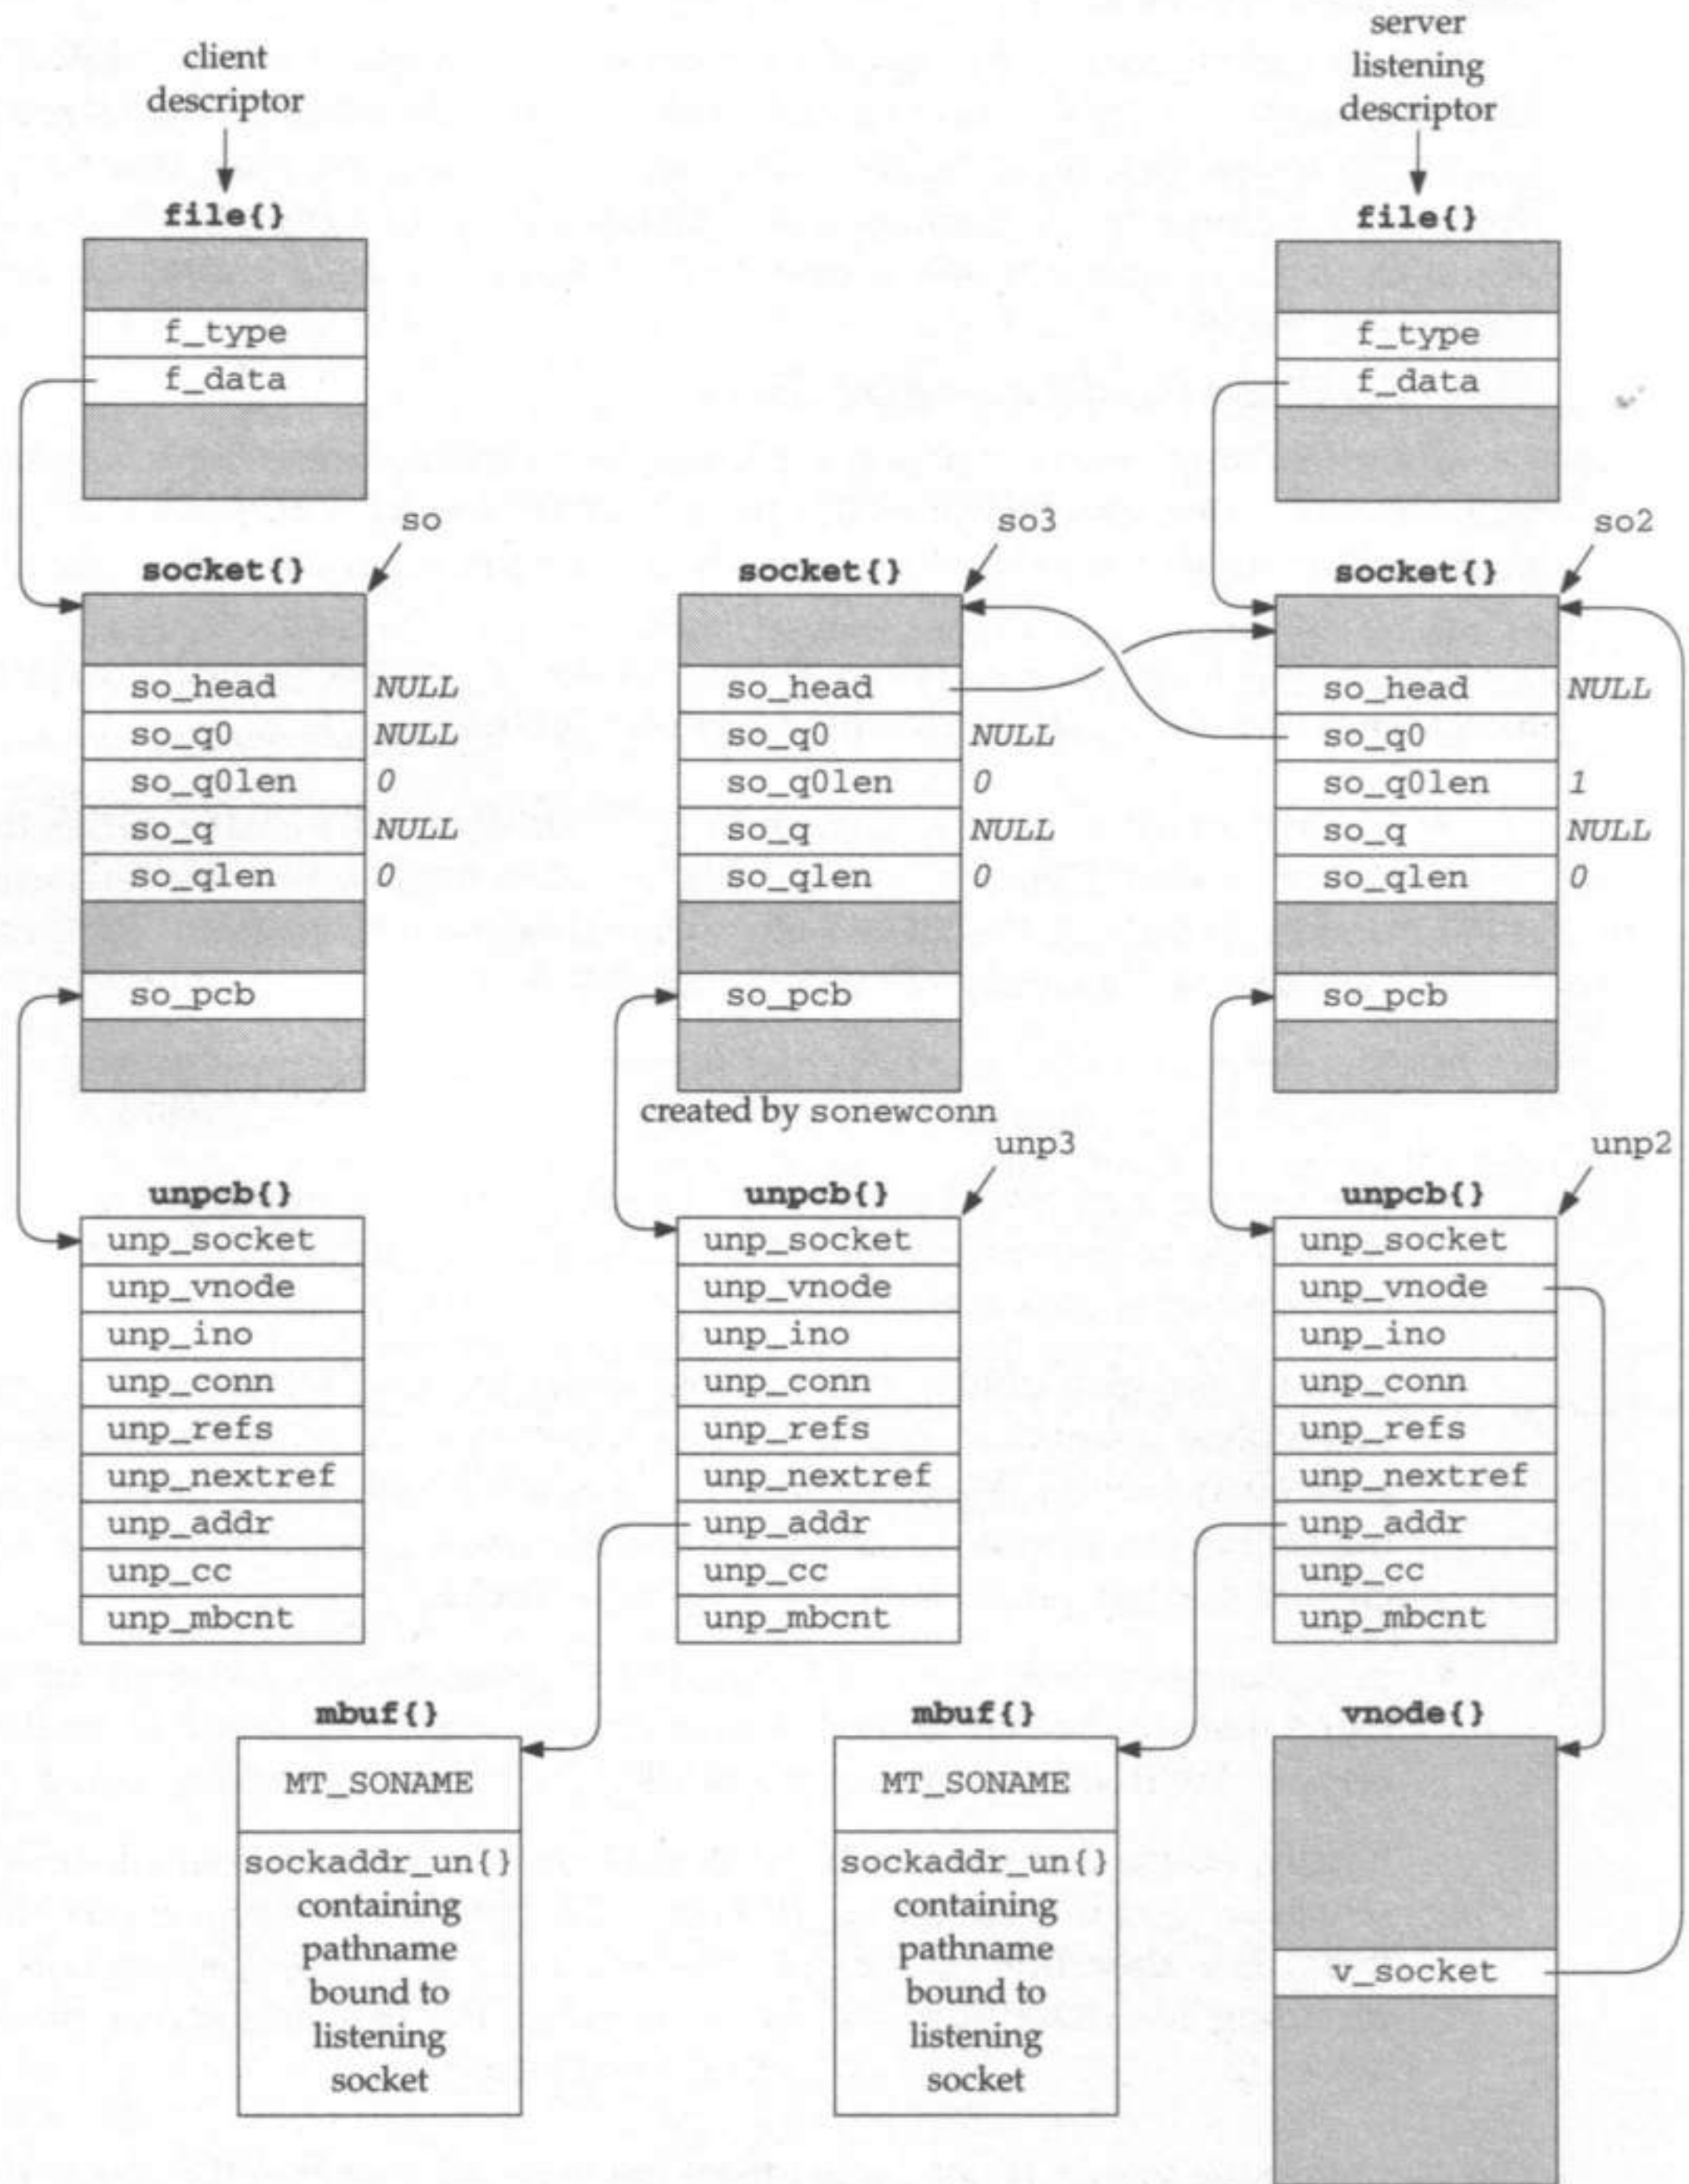 client
descriptor
file{}
f_type
f_data
so
socket{}
so_head NULL
so_q0 NULL
so_q0len 0
so_q NULL
so_qlen 0
so_pcb
unpcb{}
unp_socket
unp_vnode
unp_ino
unp_conn
unp_refs
unp_nextref
unp_addr
unp_cc
unp_mbcnt
mbuf{}
MT_SONAME
sockaddr_un{}
containing
pathname
bound to
listening
socket
so3
socket{}
so_head
so_q0 NULL
so_q0len 0
so_q NULL
so_qlen 0
so_pcb
created by sonewconn
unp3
unpcb{}
unp_socket
unp_vnode
unp_ino
unp_conn
unp_refs
unp_nextref
unp_addr
unp_cc
unp_mbcnt
mbuf{}
MT_SONAME
sockaddr_un{}
containing
pathname
bound to
listening
socket
server
listening
descriptor
file{}
f_type
f_data
so2
socket{}
so_head NULL
so_q0
so_q0len 1
so_q NULL
so_qlen 0
so_pcb
unp2
unpcb{}
unp_socket
unp_vnode
unp_ino
unp_conn
unp_refs
unp_nextref
unp_addr
unp_cc
unp_mbcnt
vnode{}
v_socket